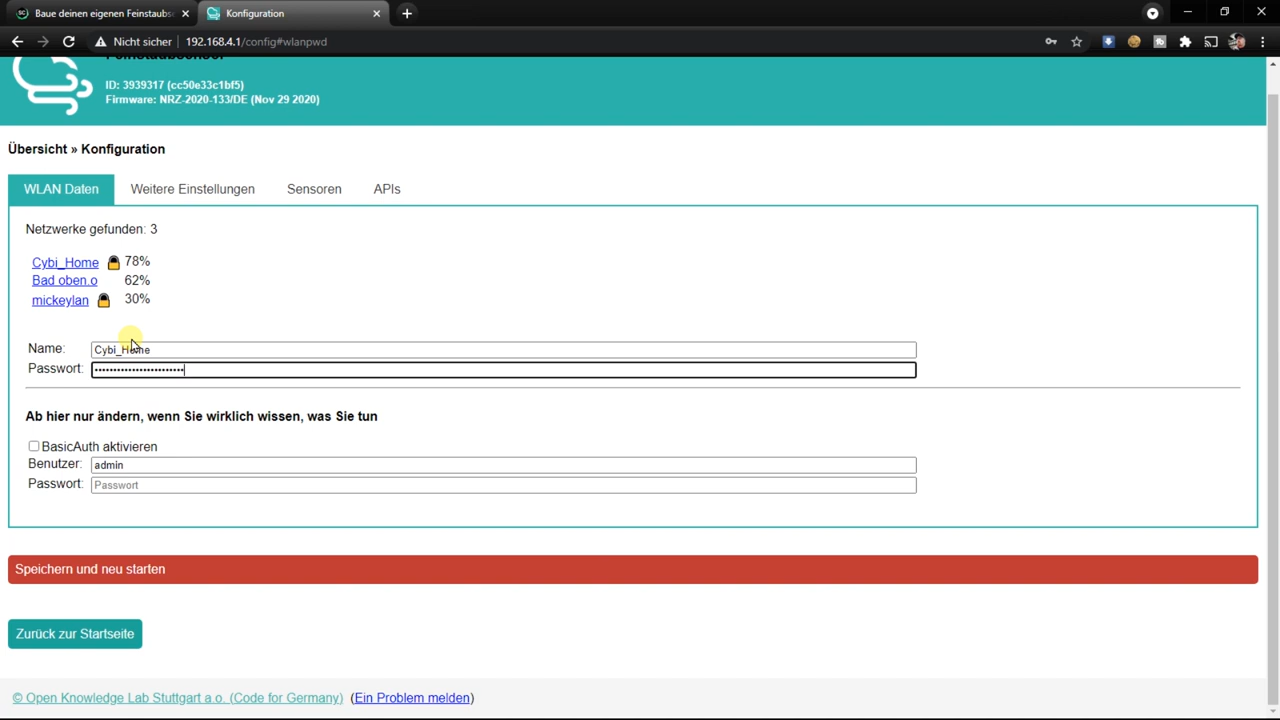 Baue deinen eigenen Feinstaubs
Konfiguration
Nicht sicher
192.168.4.1/config#wlanpwd
Feinstaubsensor
ID: 3939317 (cc50e33c1bf5)
Firmware: NRZ-2020-133/DE (Nov 29 2020)
Übersicht » Konfiguration
WLAN Daten Weitere Einstellungen Sensoren APIs
Netzwerke gefunden: 3
Cybi_Home 78%
Bad oben.o 62%
mickeylan 30%
Name: Cybi_Home
Passwort: ••••••••••••••••••••••••
Ab hier nur ändern, wenn Sie wirklich wissen, was Sie tun
BasicAuth aktivieren
Benutzer: admin
Passwort: Passwort
Speichern und neu starten
Zurück zur Startseite
© Open Knowledge Lab Stuttgart a.o. (Code for Germany) (Ein Problem melden)